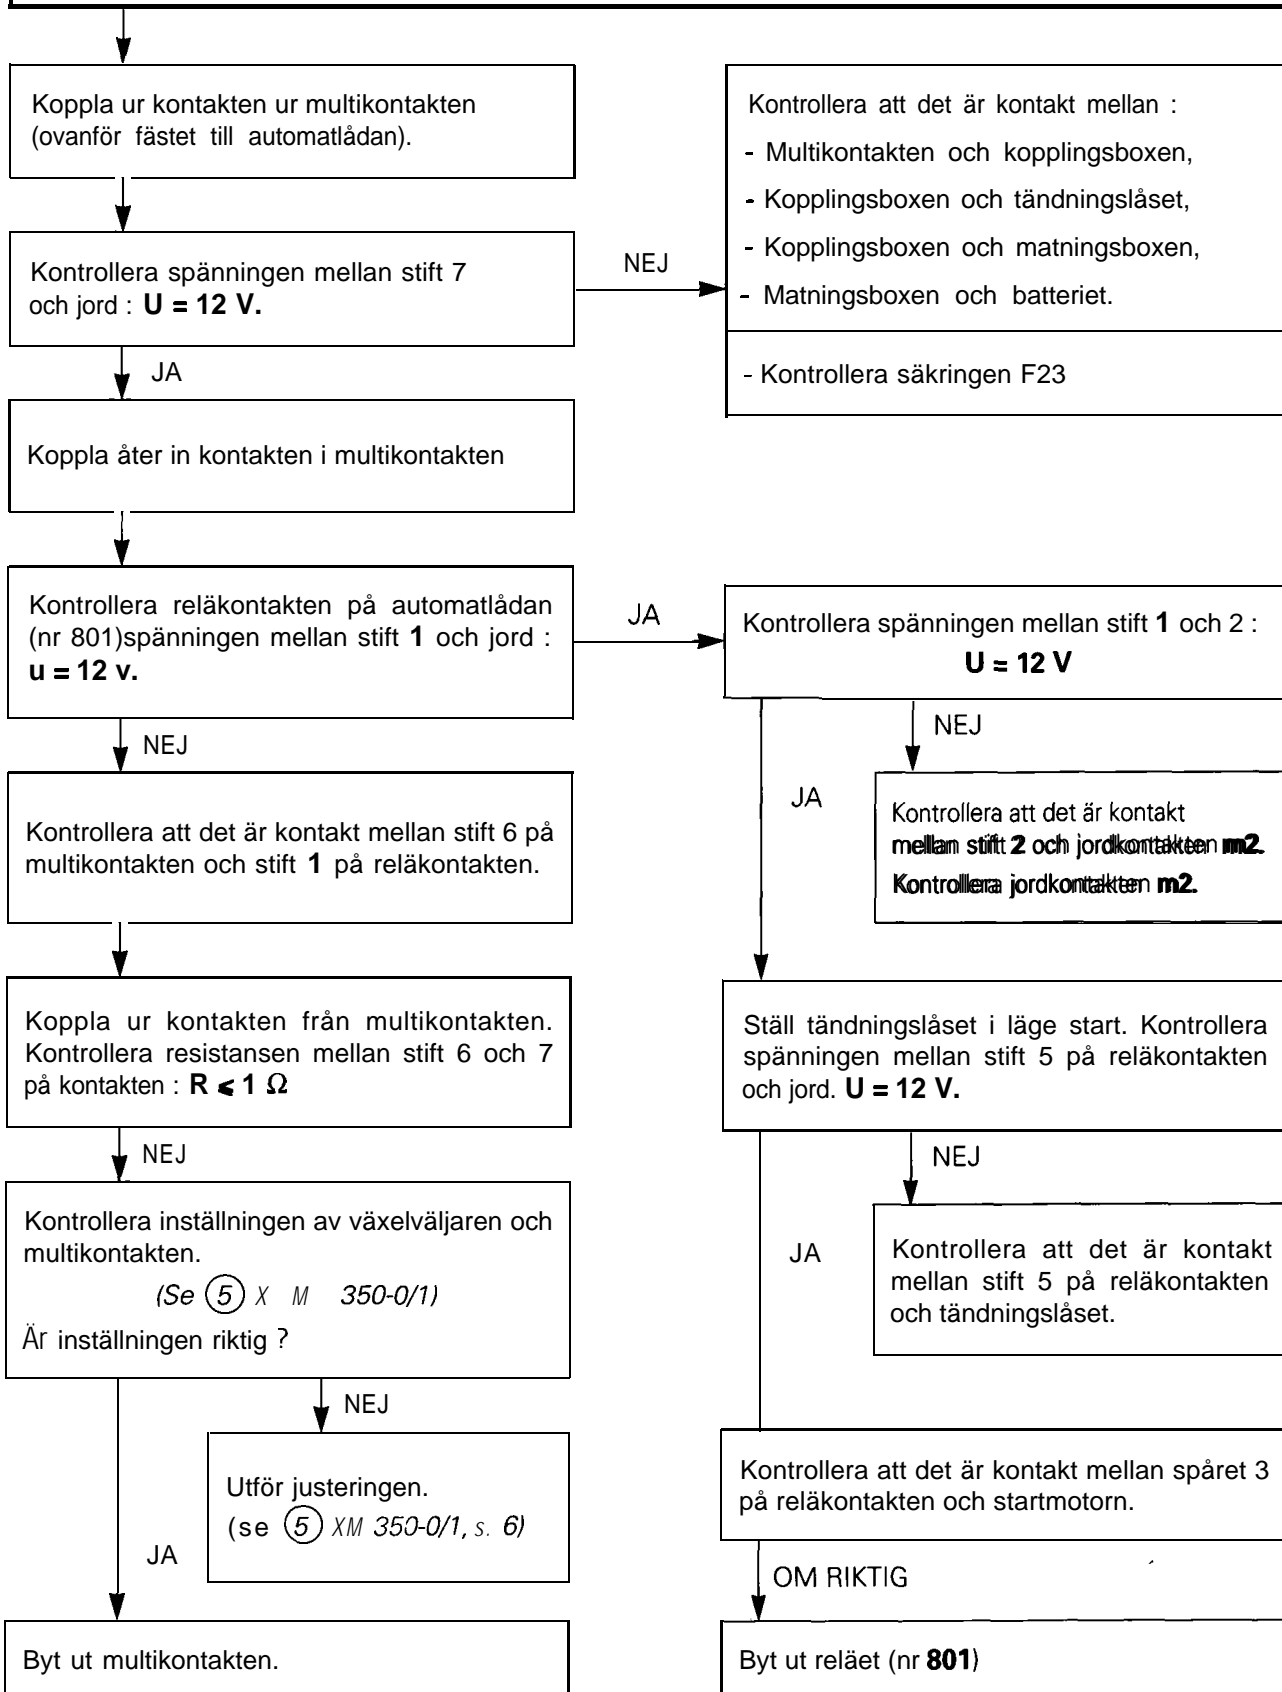 Koppla ur kontakten ur multikontakten
(ovanför fästet till automatlådan).
Kontrollera att det är kontakt mellan :
- Multikontakten och kopplingsboxen,
- Kopplingsboxen och tändningslåset,
- Kopplingsboxen och matningsboxen,
- Matningsboxen och batteriet.
- Kontrollera säkringen F23
Kontrollera spänningen mellan stift 7
och jord : U = 12 V.
NEJ
JA
Koppla åter in kontakten i multikontakten
Kontrollera reläkontakten på automatlådan
(nr 801)spänningen mellan stift 1 och jord :
u = 12 v.
JA
Kontrollera spänningen mellan stift 1 och 2 :
U = 12 V
NEJ
NEJ
JA
Kontrollera att det är kontakt
mellan stift 2 och jordkontakten m2.
Kontrollera jordkontakten m2.
Kontrollera att det är kontakt mellan stift 6 på
multikontakten och stift 1 på reläkontakten.
Koppla ur kontakten från multikontakten.
Kontrollera resistansen mellan stift 6 och 7
på kontakten : R ⩽ 1 Ω
Ställ tändningslåset i läge start. Kontrollera
spänningen mellan stift 5 på reläkontakten
och jord. U = 12 V.
NEJ
NEJ
Kontrollera inställningen av växelväljaren och
multikontakten.
(Se ⑤ X M 350-0/1)
Är inställningen riktig ?
JA
Kontrollera att det är kontakt
mellan stift 5 på reläkontakten
och tändningslåset.
NEJ
Utför justeringen.
(se ⑤ XM 350-0/1, s. 6)
JA
Kontrollera att det är kontakt mellan spåret 3
på reläkontakten och startmotorn.
OM RIKTIG
Byt ut multikontakten.
Byt ut reläet (nr 801)